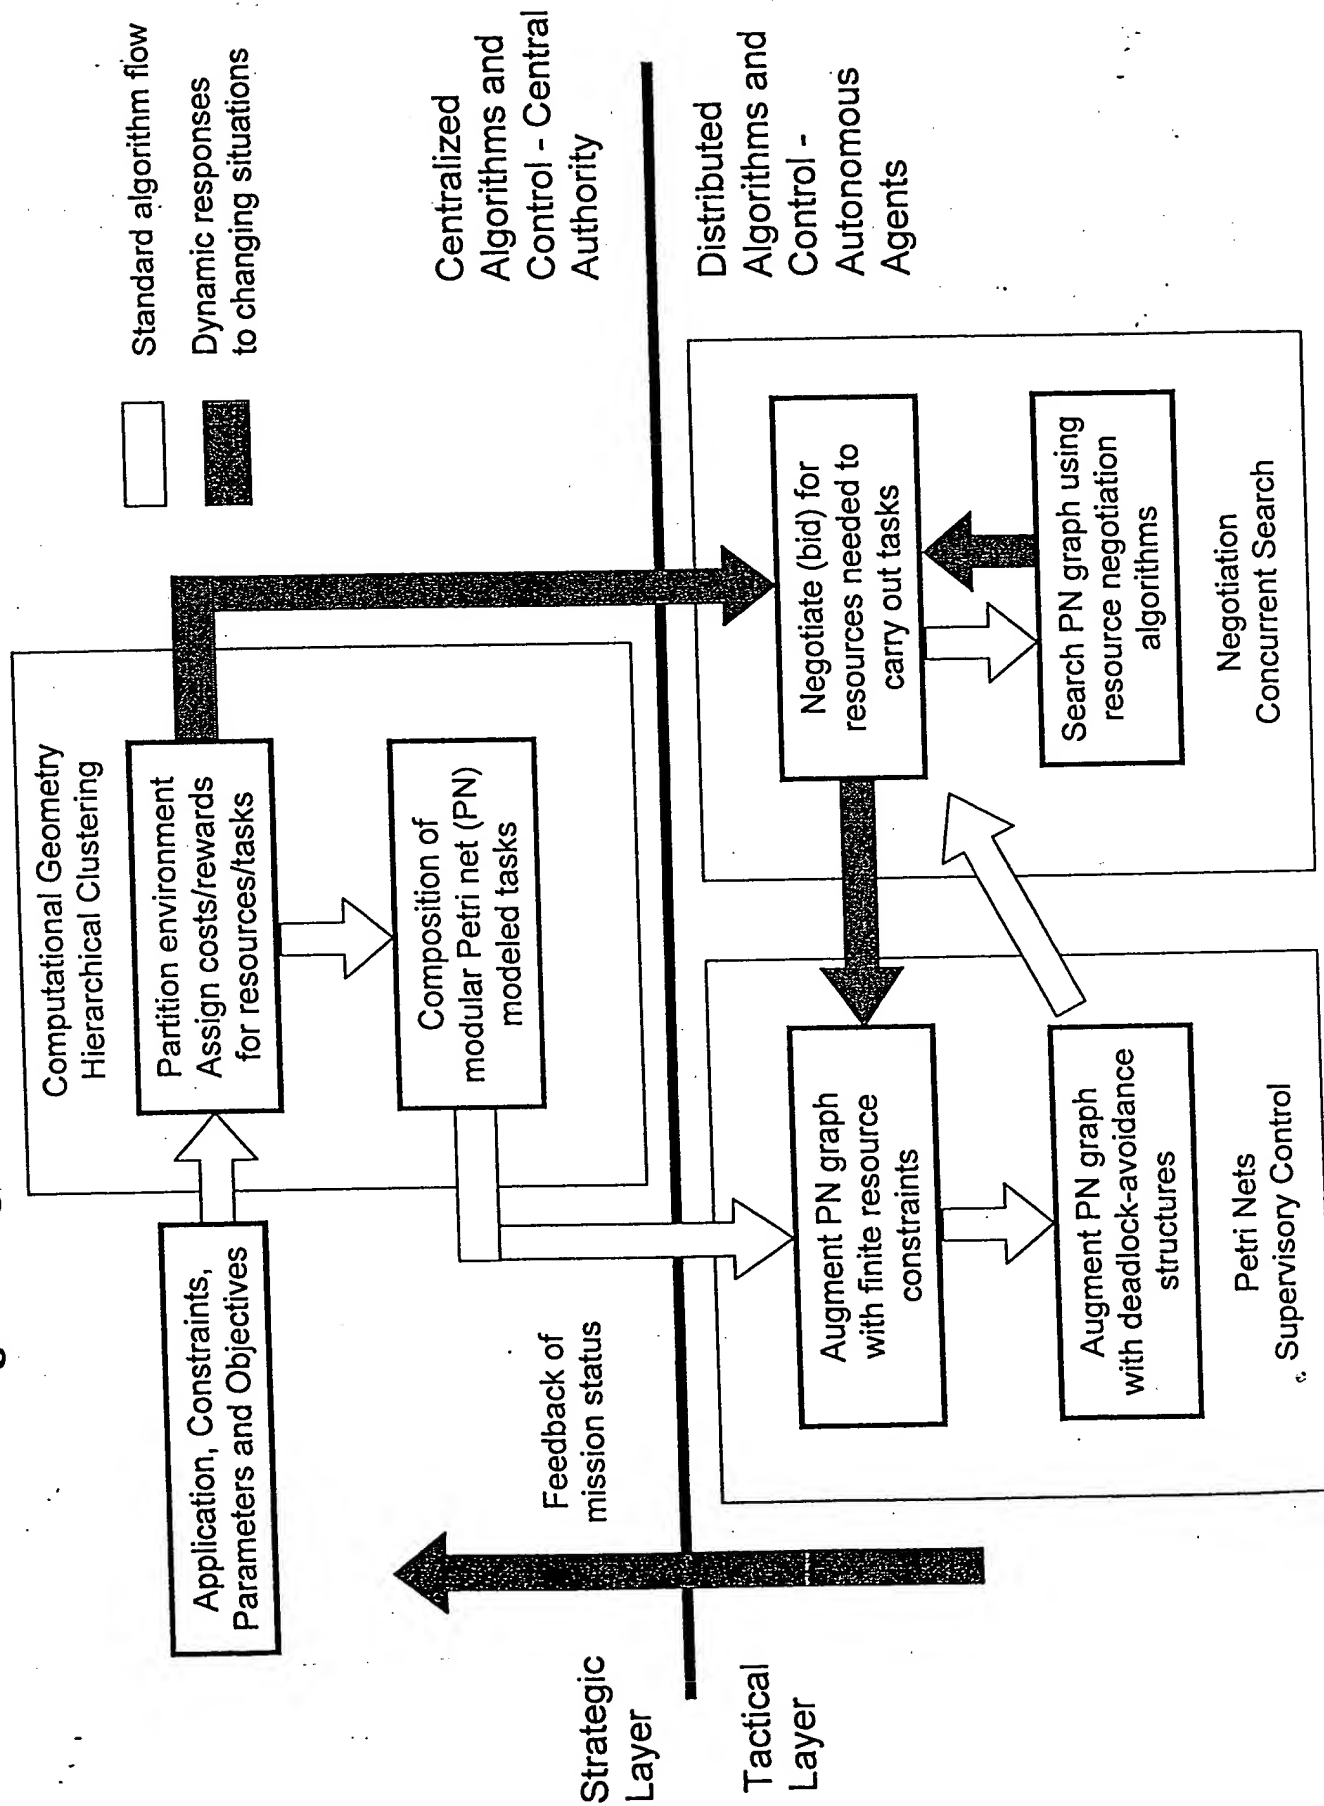 Standard algorithm flow
Dynamic responses
to changing situations
Computational Geometry
Hierarchical Clustering
Application, Constraints,
Parameters and Objectives
Partition environment
Assign costs/rewards
for resources/tasks
Composition of
modular Petri net (PN)
modeled tasks
Centralized
Algorithms and
Control - Central
Authority
Feedback of
mission status
Strategic
Layer
Tactical
Layer
Distributed
Algorithms and
Control -
Autonomous
Agents
Augment PN graph
with finite resource
constraints
Augment PN graph
with deadlock-avoidance
structures
Petri Nets
Supervisory Control
Negotiate (bid) for
resources needed to
carry out tasks
Search PN graph using
resource negotiation
algorithms
Negotiation
Concurrent Search